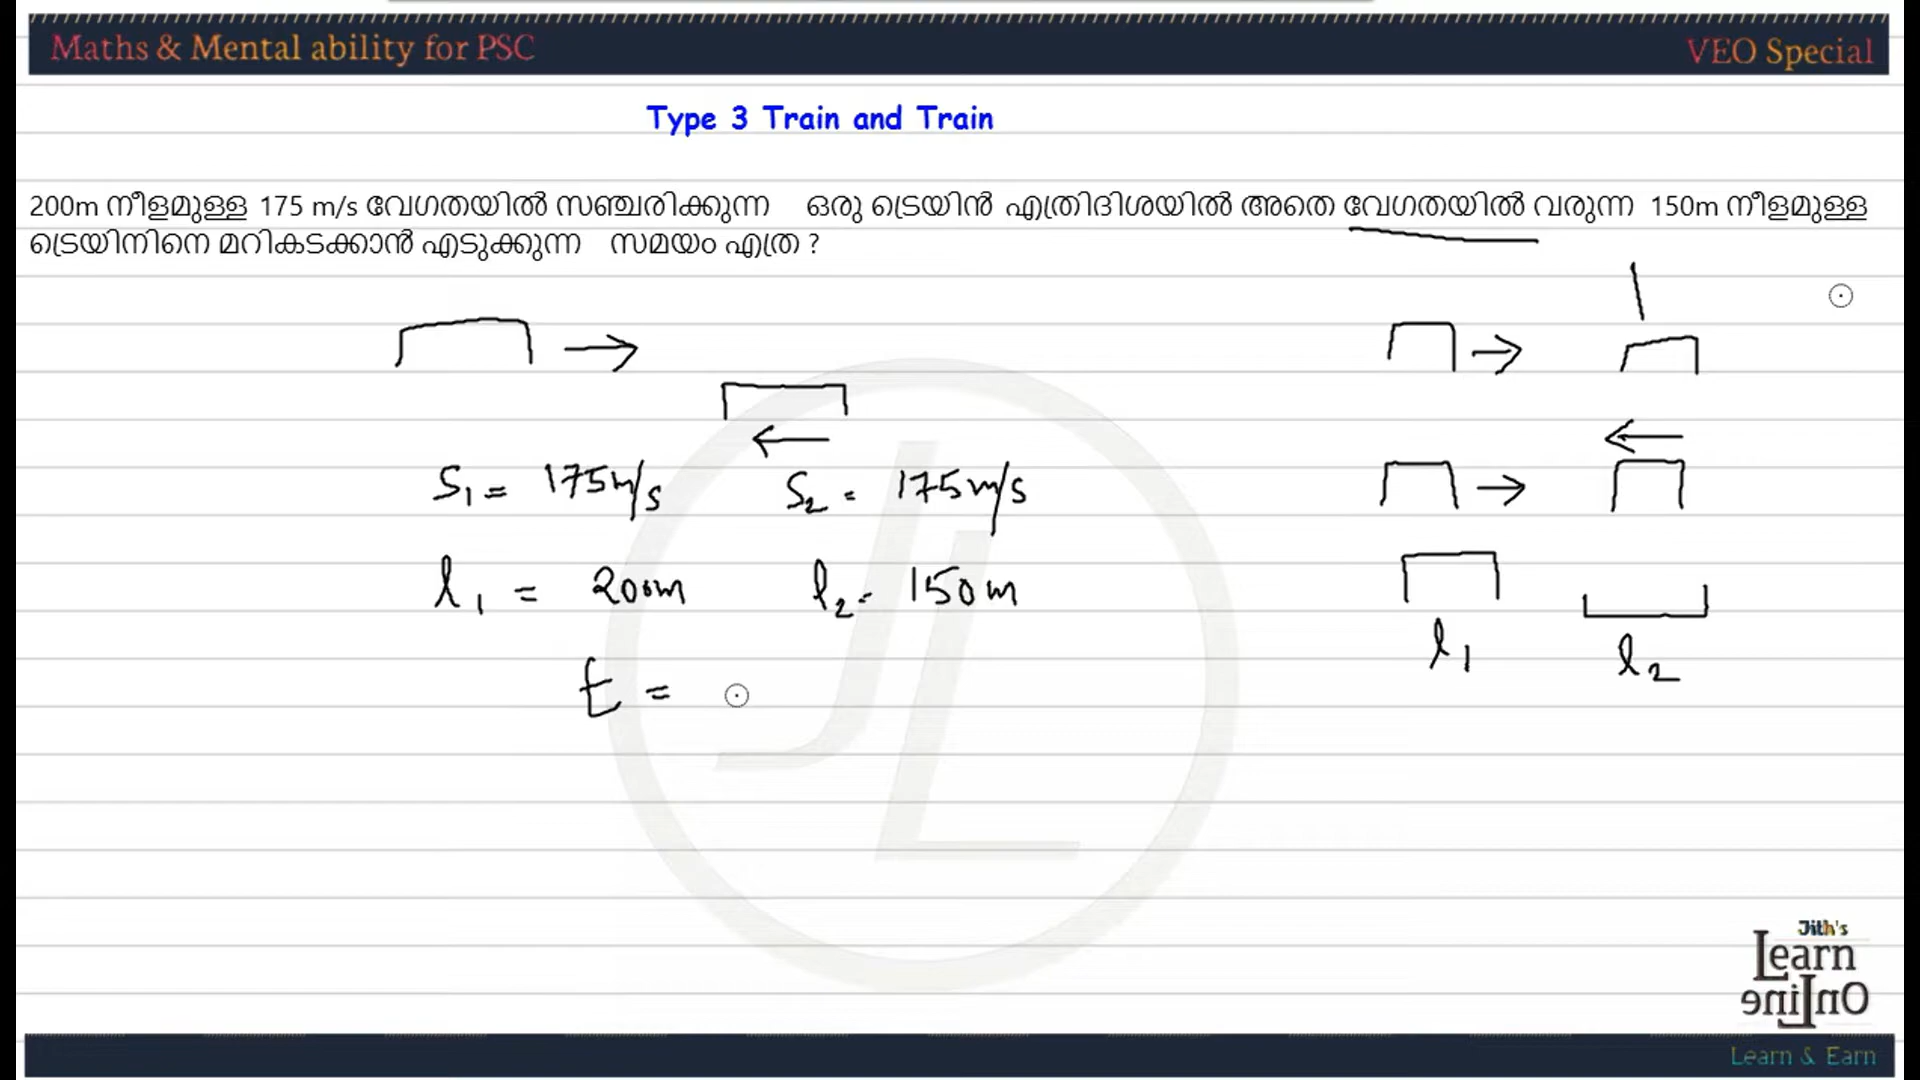 Maths & Mental ability for PSC
VEO Special
Type 3 Train and Train
200m നീളമുള്ള 175 m/s വേഗതയിൽ സഞ്ചരിക്കുന്ന ഒരു ട്രെയിൻ എതിർദിശയിൽ അതെ വേഗതയിൽ വരുന്ന 150m നീളമുള്ള
ട്രെയിനിനെ മറികടക്കാൻ എടുക്കുന്ന സമയം എത്ര ?
S₁ = 175m/s S₂ = 175m/s
l₁ = 200m l₂ = 150m
l₁ l₂
t =
Jith's
Learn
OnLine
Learn & Earn